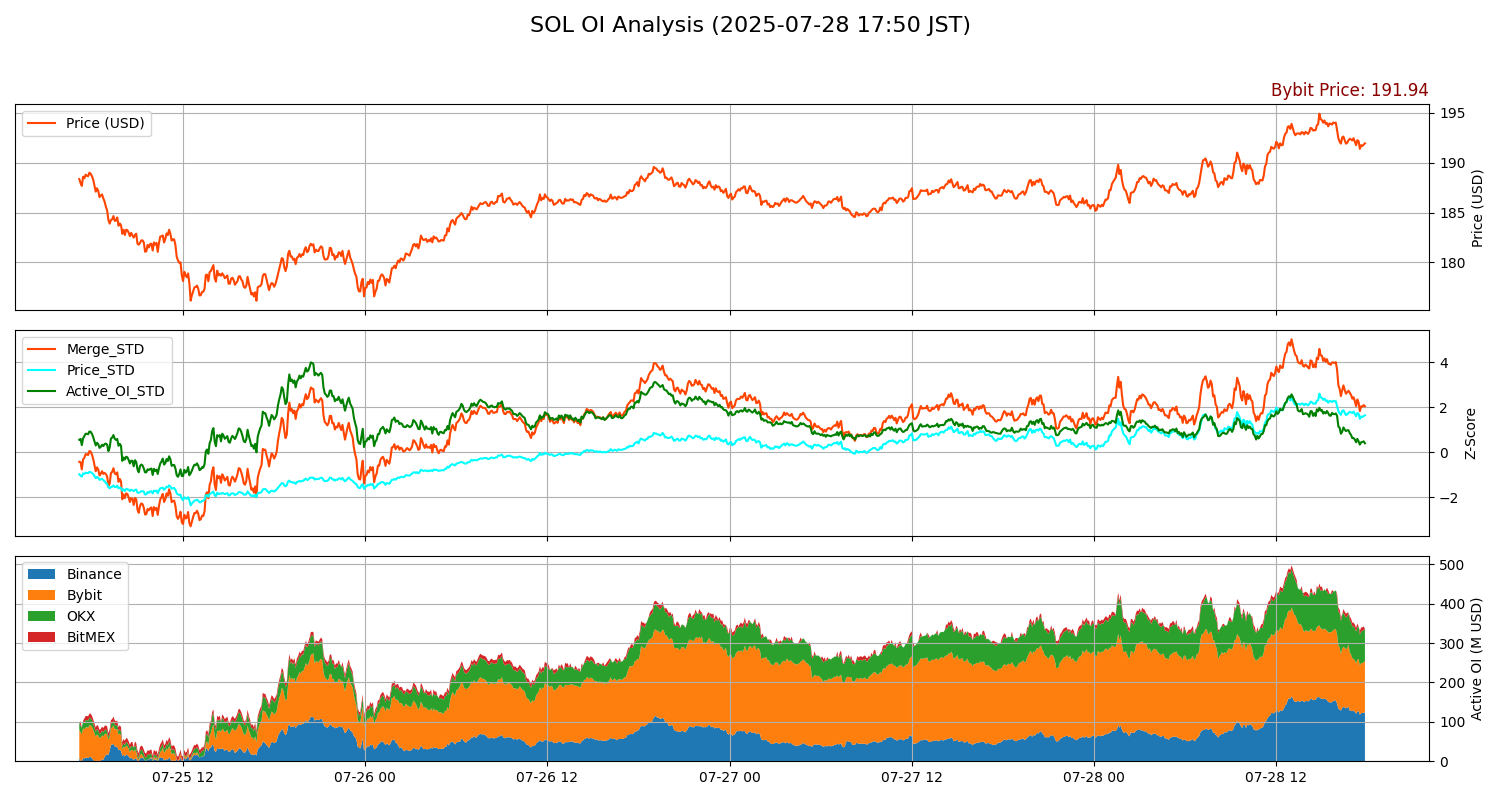 SOL OI Analysis (2025-07-28 17:50 JST)
Bybit Price: 191.94
Price (USD)
195
190
185
180
Price (USD)
Merge_STD
Price_STD
Active_OI_STD
4
2
0
−2
Z-Score
Binance
Bybit
OKX
BitMEX
500
400
300
200
100
0
Active OI (M USD)
07-25 12
07-26 00
07-26 12
07-27 00
07-27 12
07-28 00
07-28 12